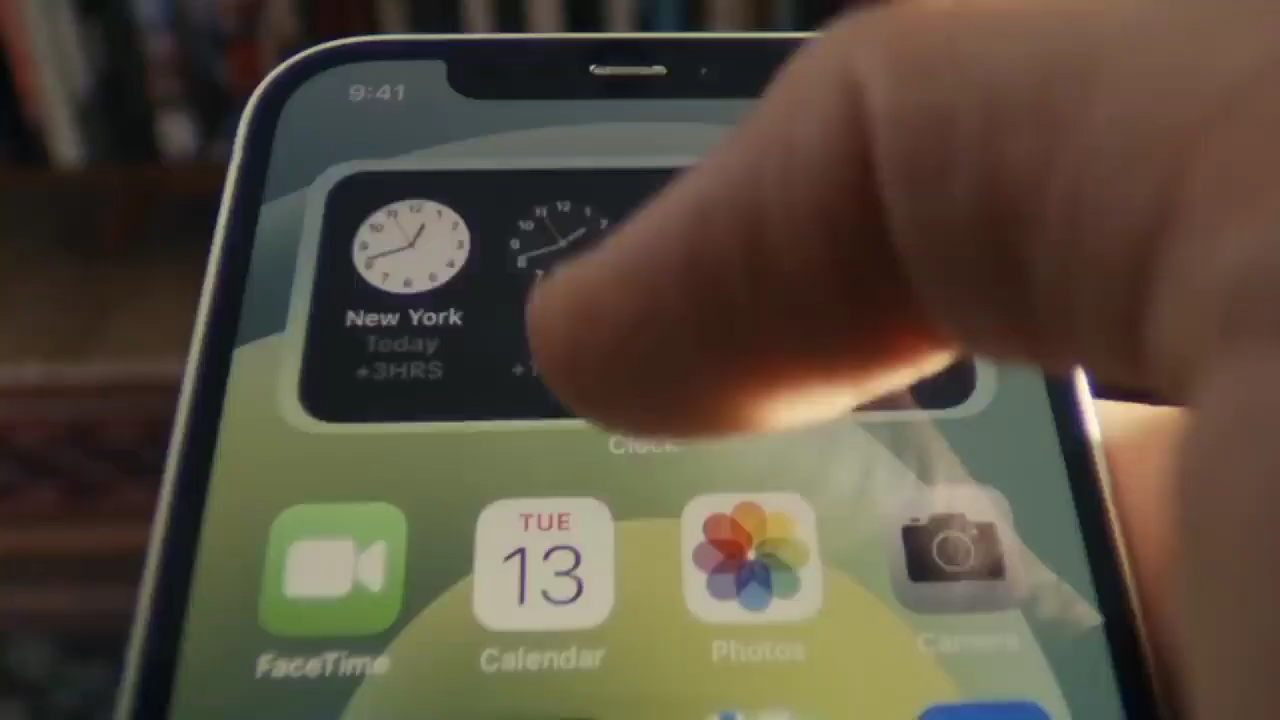 9:41
New York
Today
+3HRS
Clock
TUE
13
FaceTime
Calendar
Photos
Camera